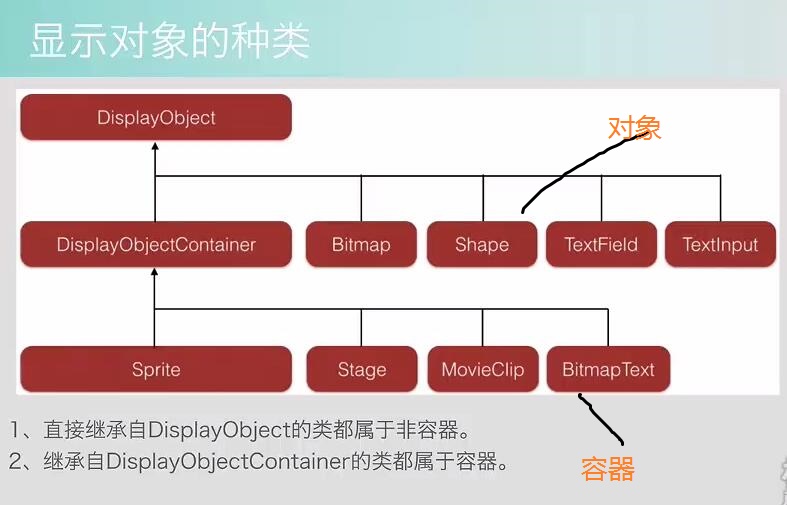 显示对象的种类
DisplayObject
对象
DisplayObjectContainer
Bitmap
Shape
TextField
TextInput
Sprite
Stage
MovieClip
BitmapText
1、直接继承自DisplayObject的类都属于非容器。
2、继承自DisplayObjectContainer的类都属于容器。
容器